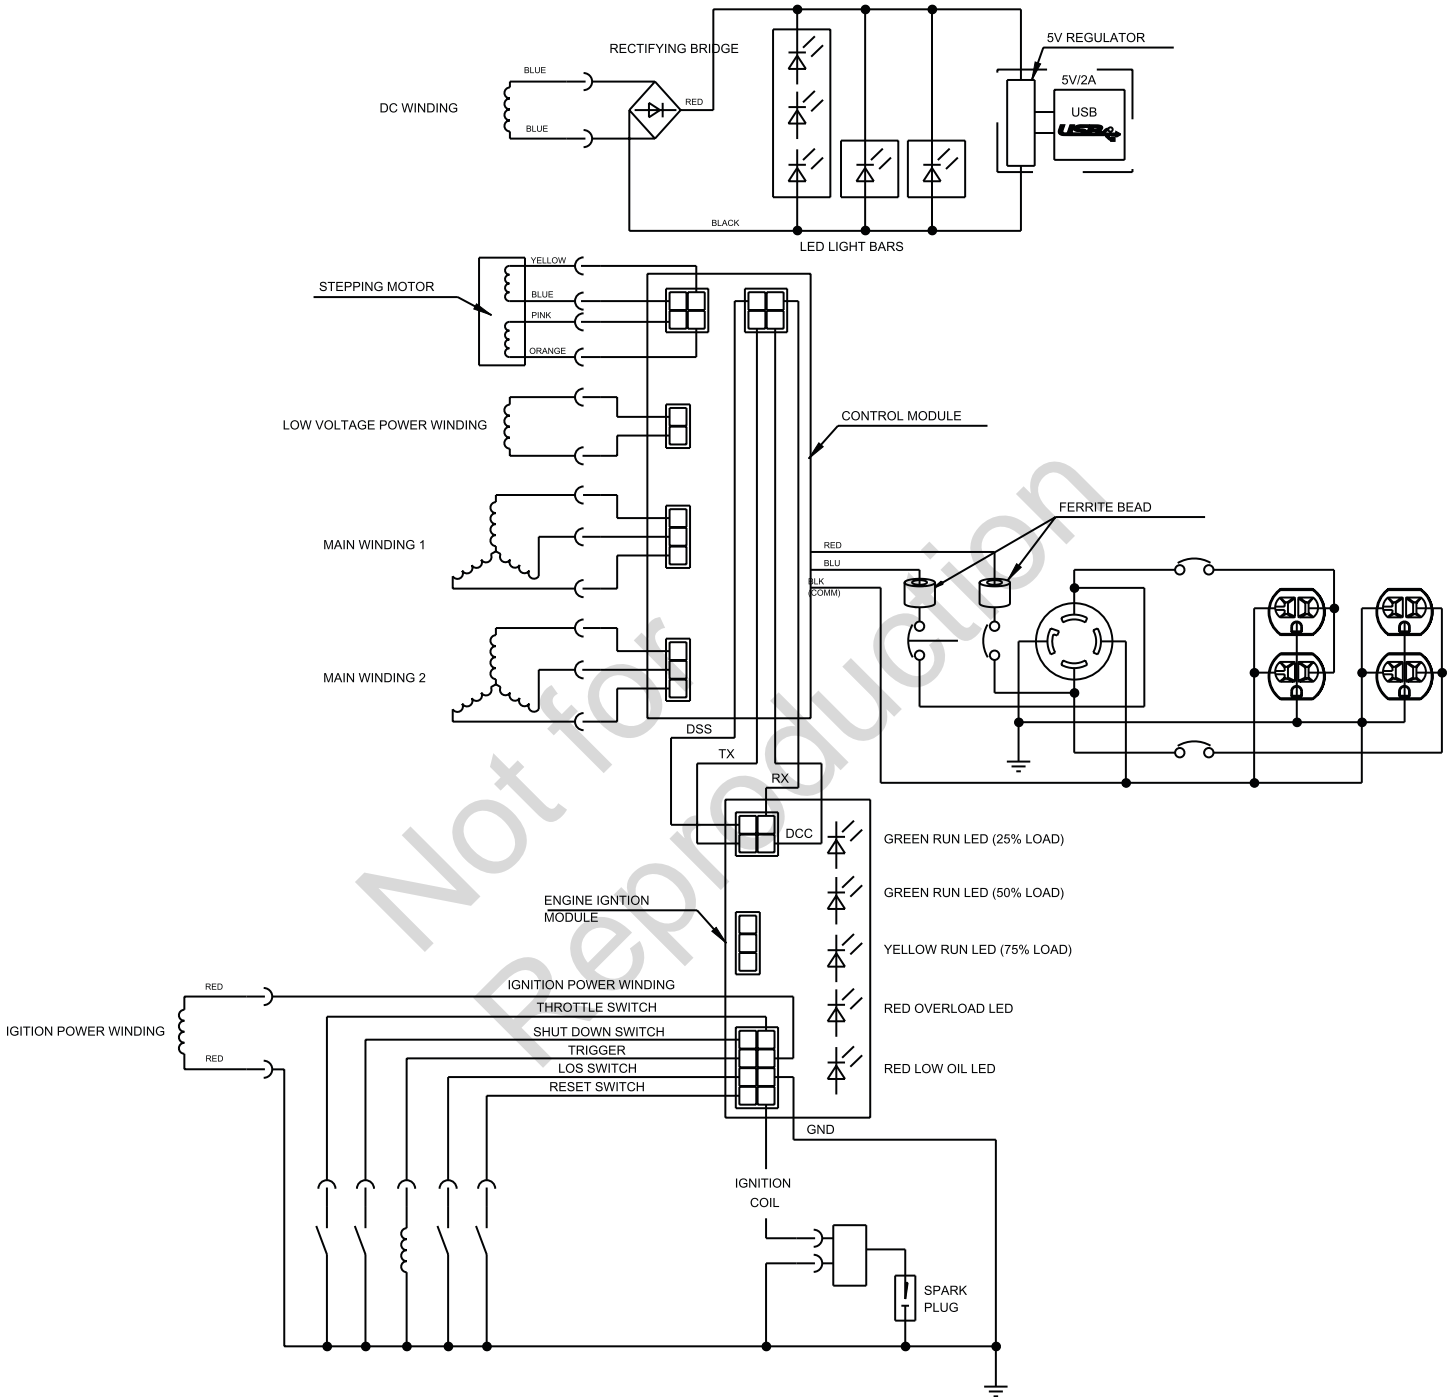 RECTIFYING BRIDGE
5V REGULATOR
BLUE
5V/2A
DC WINDING
RED
USB
USB
BLUE
BLACK
LED LIGHT BARS
YELLOW
STEPPING MOTOR
BLUE
PINK
ORANGE
CONTROL MODULE
LOW VOLTAGE POWER WINDING
FERRITE BEAD
MAIN WINDING 1
RED
BLU
BLK
(COMM)
MAIN WINDING 2
DSS
TX
RX
DCC
GREEN RUN LED (25% LOAD)
GREEN RUN LED (50% LOAD)
ENGINE IGNTION
MODULE
YELLOW RUN LED (75% LOAD)
RED
IGNITION POWER WINDING
THROTTLE SWITCH
RED OVERLOAD LED
IGITION POWER WINDING
SHUT DOWN SWITCH
TRIGGER
RED
LOS SWITCH
RED LOW OIL LED
RESET SWITCH
GND
IGNITION
COIL
SPARK
PLUG
Not for
Reproduction